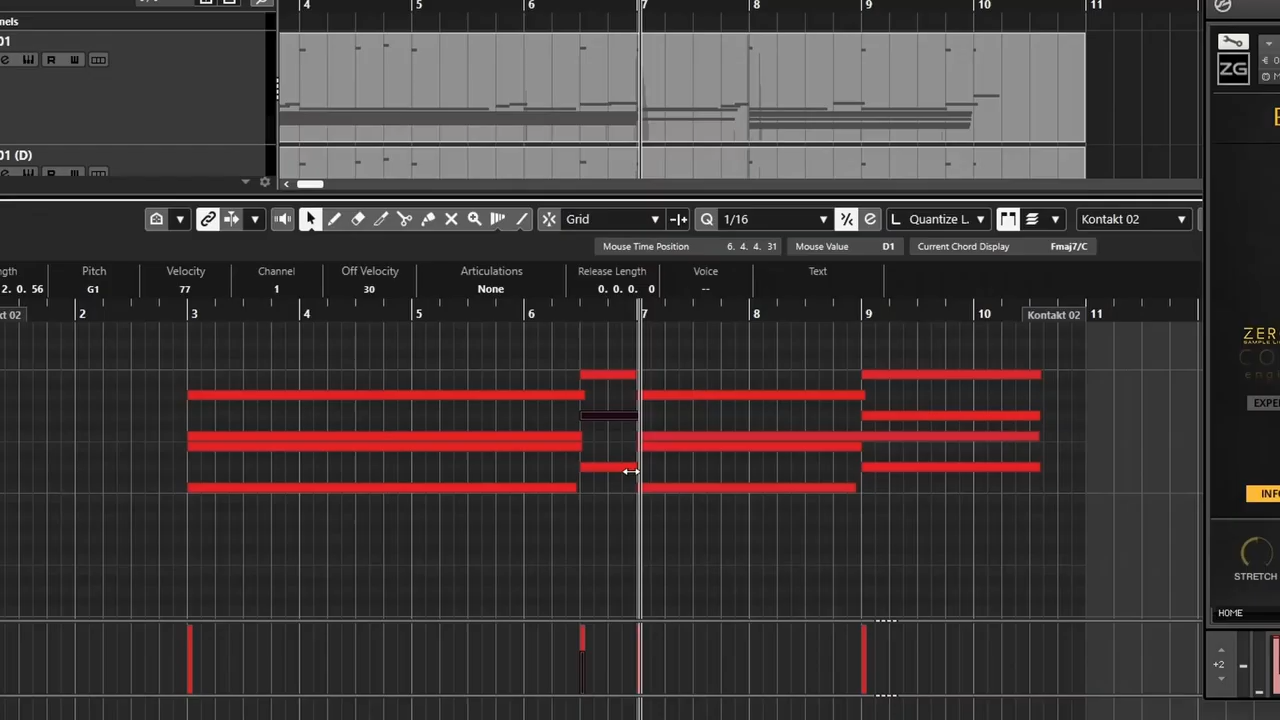 4 5 6 7 8 9 10 11
nels
01
R
ZG
01 (D)
R
Grid
1/16
Quantize L.
Kontakt 02
Mouse Time Position 6. 4. 4. 31 Mouse Value D1 Current Chord Display Fmaj7/C
ngth Pitch Velocity Channel Off Velocity Articulations Release Length Voice Text
2. 0. 56 G1 77 1 30 None 0. 0. 0. 0 --
kt 02 2 3 4 5 6 7 8 9 10 Kontakt 02 11
ZER
EXPE
INFO
STRETCH
HOME
+2